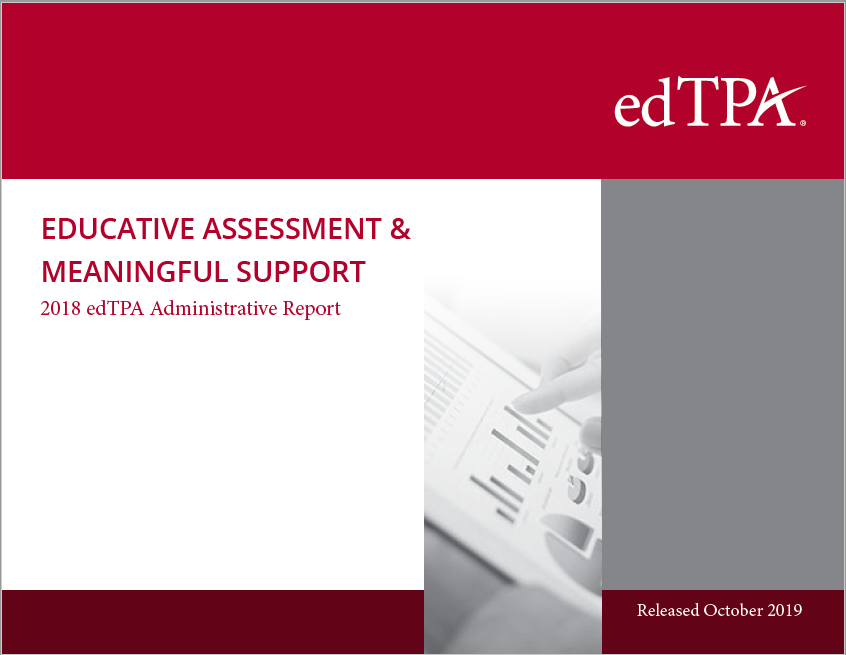 edTPA®
EDUCATIVE ASSESSMENT &
MEANINGFUL SUPPORT
2018 edTPA Administrative Report
Released October 2019